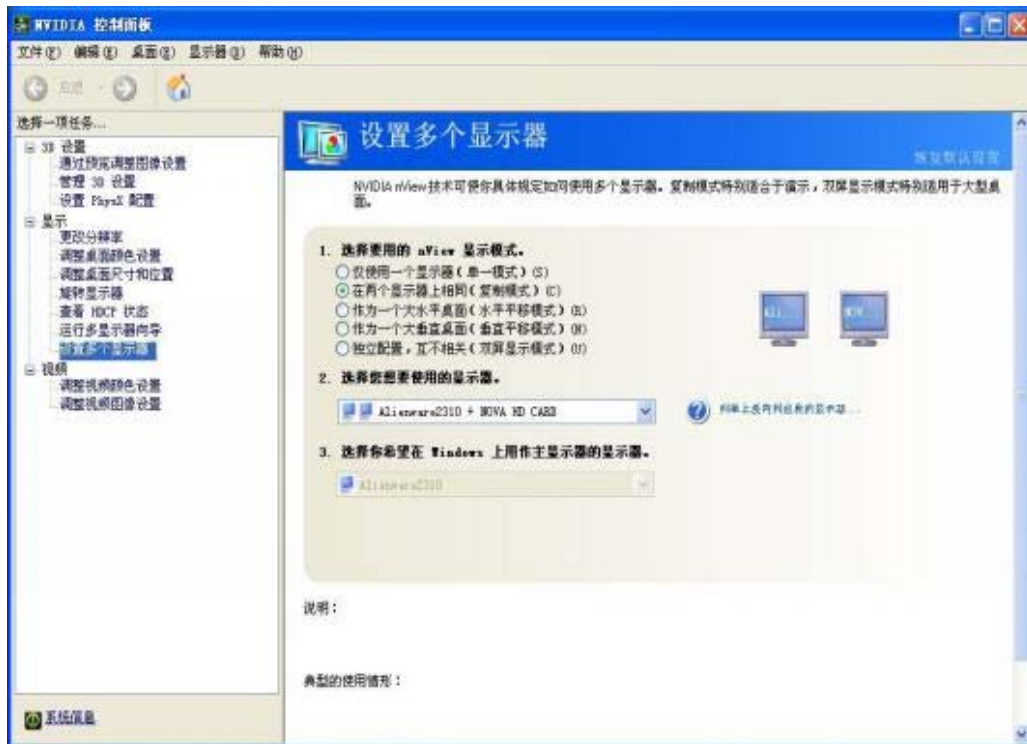 NVIDIA 控制面板
文件(F) 编辑(E) 桌面(K) 显示器(D) 帮助(H)
后退
选择一项任务...
3D 设置
通过预览调整图像设置
管理 3D 设置
设置 PhysX 配置
显示
更改分辨率
调整桌面颜色设置
调整桌面尺寸和位置
旋转显示器
查看 HDCP 状态
运行多显示器向导
设置多个显示器
视频
调整视频颜色设置
调整视频图像设置
系统信息
设置多个显示器
恢复默认设置
NVIDIA nView 技术可使你具体规定如何使用多个显示器。复制模式特别适合于演示，双屏显示模式特别适用于大型桌
面。
1. 选择要用的 nView 显示模式。
仅使用一个显示器(单一模式)(S)
在两个显示器上相同(复制模式)(C)
作为一个大水平桌面(水平平移模式)(R)
作为一个大垂直桌面(垂直平移模式)(M)
独立配置，互不相关(双屏显示模式)(U)
Ali...
NOV...
2. 选择您想要使用的显示器。
Alienware2310 + NOVA HD CARD
3. 选择你希望在 Windows 上用作主显示器的显示器。
Alienware2310
说明：
典型的使用情形：